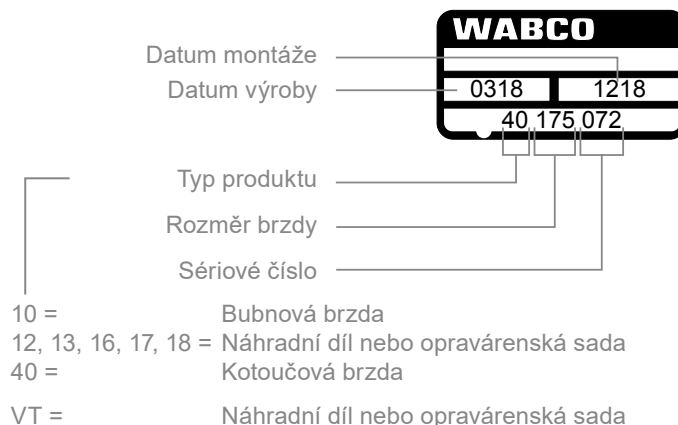 WABCO
Datum montáže
Datum výroby
0318 1218
40 175 072
Typ produktu
Rozměr brzdy
Sériové číslo
10 = Bubnová brzda
12, 13, 16, 17, 18 = Náhradní díl nebo opravárenská sada
40 = Kotoučová brzda
VT = Náhradní díl nebo opravárenská sada